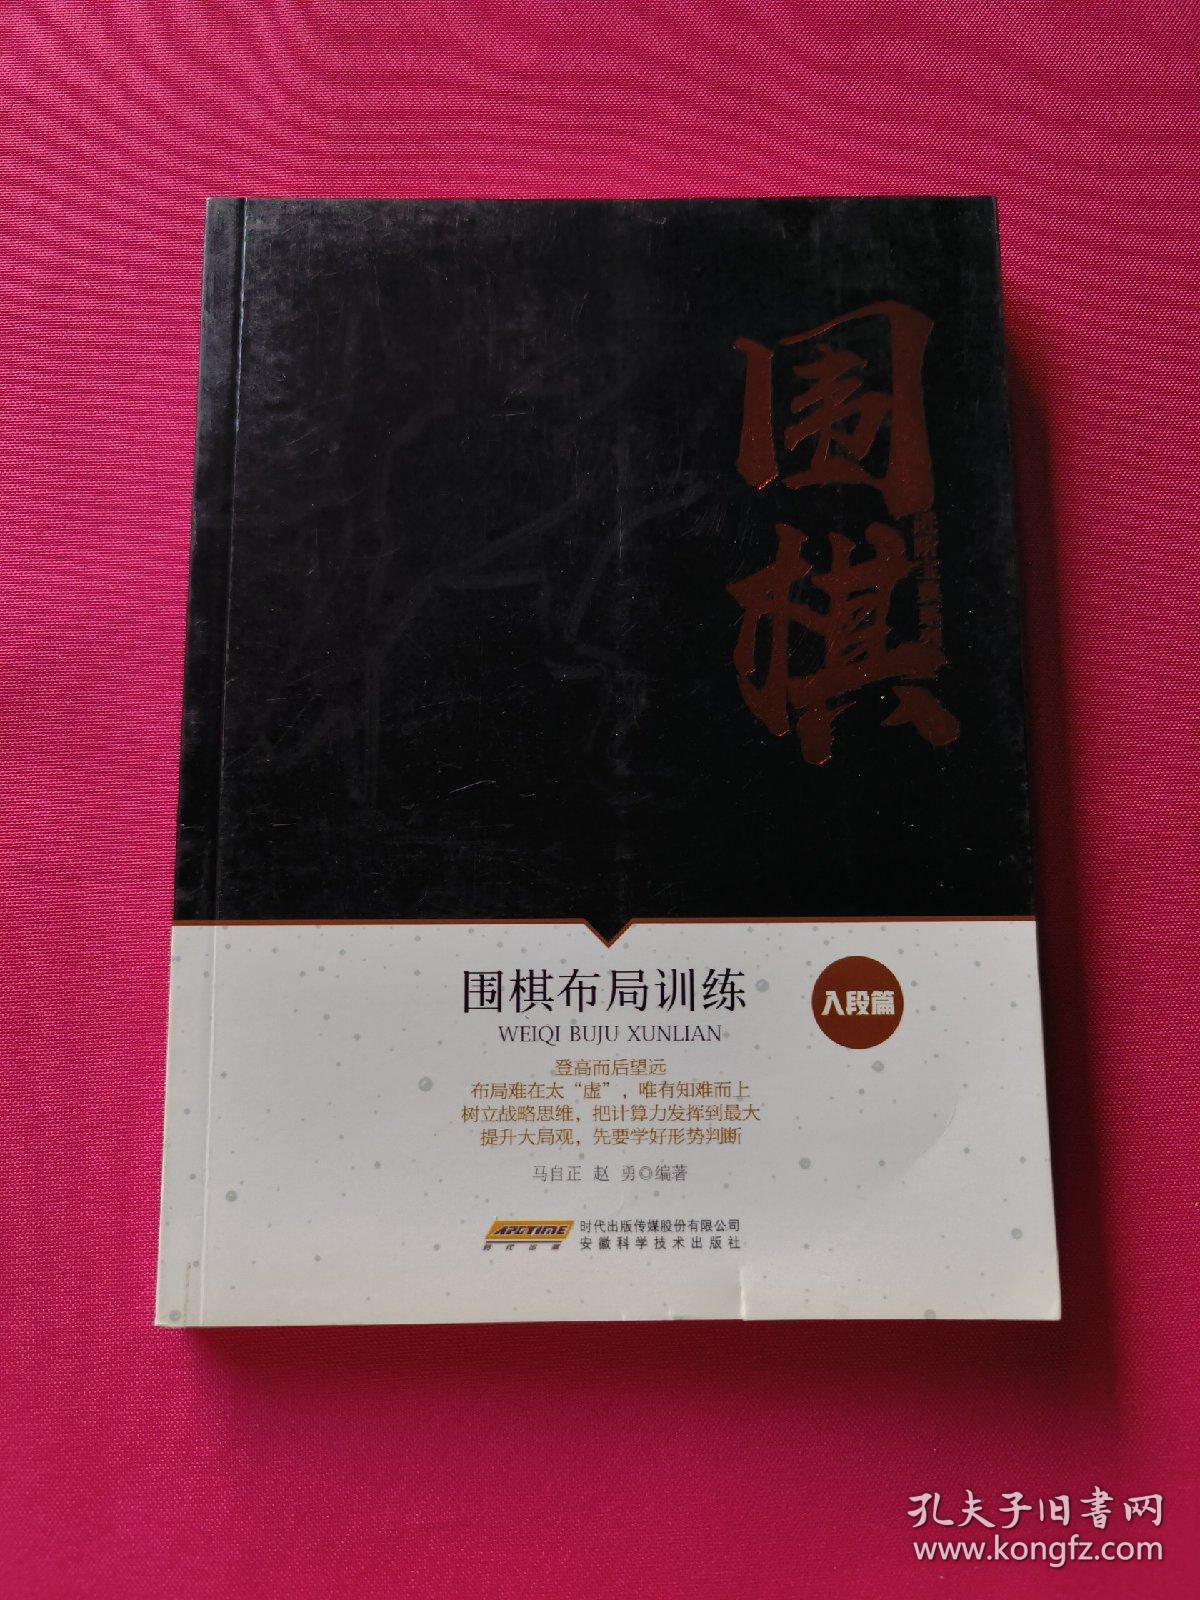 围棋
围棋布局训练
入段篇
WEIQI BUJU XUNLIAN
登高而后望远
布局难在太“虚”，唯有知难而上
树立战略思维，把计算力发挥到最大
提升大局观，先要学好形势判断
马自正 赵 勇◎编著
ARCTIME
时代出版
时代出版传媒股份有限公司
安徽科学技术出版社
孔夫子旧书网
www.kongfz.com